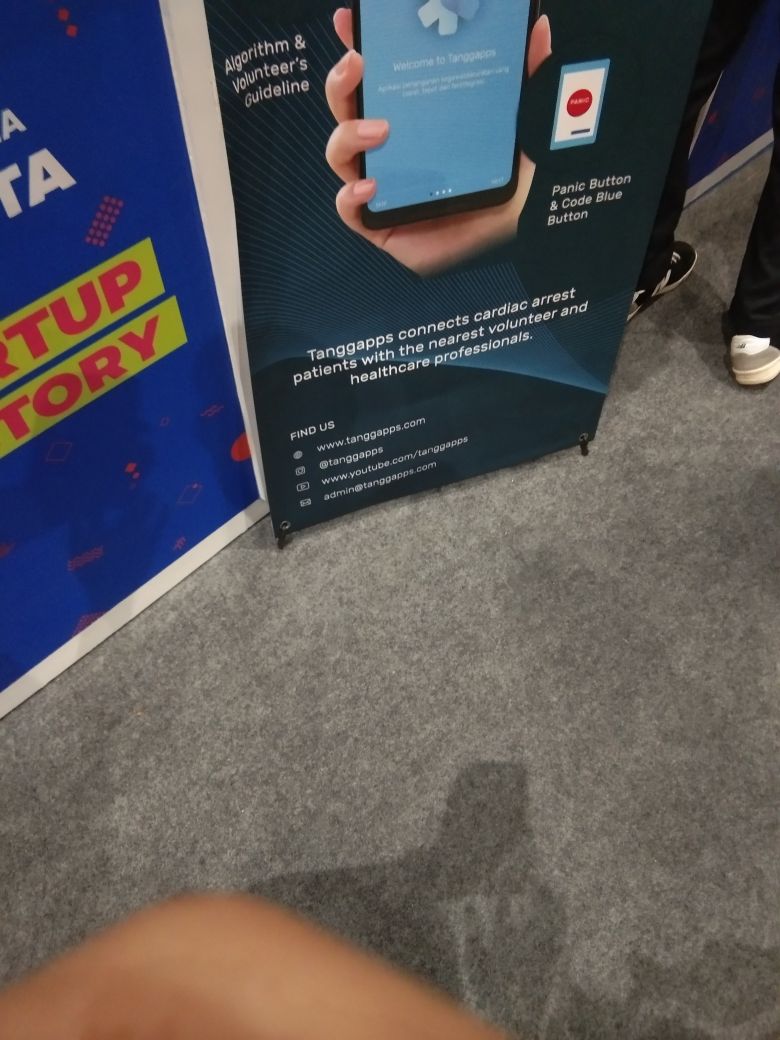 TA
RTUP
TORY
Algorithm &
Volunteer's
Guideline
Welcome to Tanggapps
PANIC
Panic Button
& Code Blue
Button
Tanggapps connects cardiac arrest
patients with the nearest volunteer and
healthcare professionals.
FIND US
www.tanggapps.com
@tanggapps
www.youtube.com/tanggapps
admin@tanggapps.com